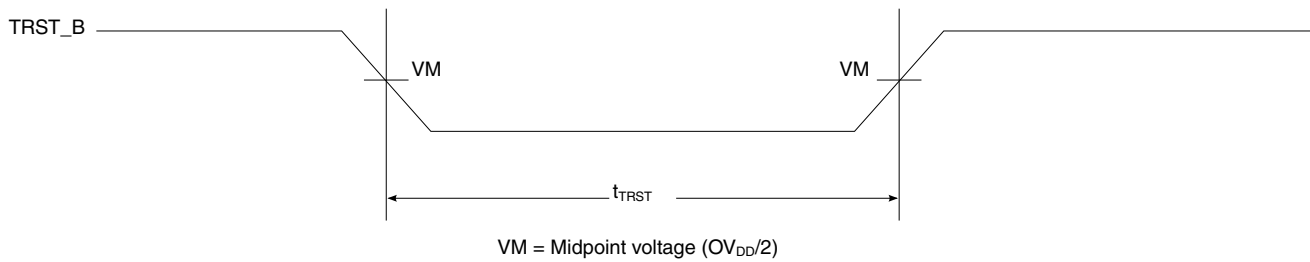 TRST_B
VM VM
tTRST
VM = Midpoint voltage (OVDD/2)